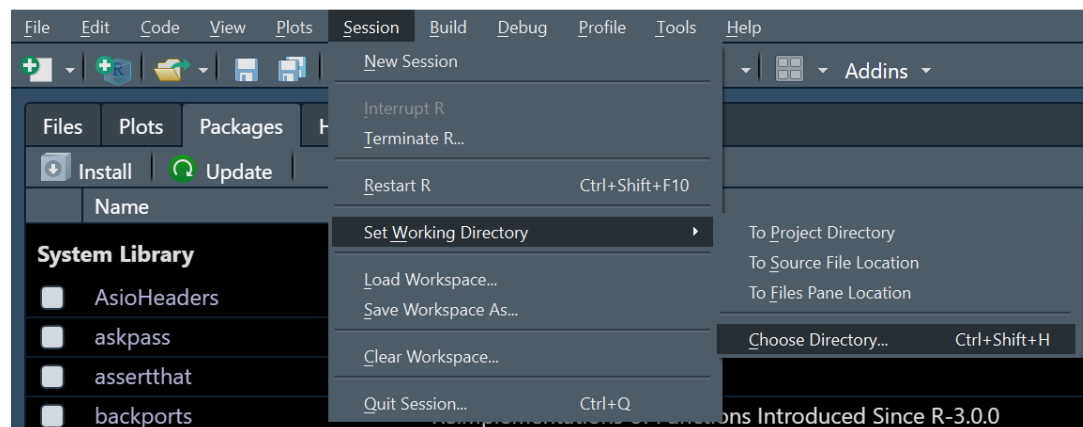 File Edit Code View Plots Session Build Debug Profile Tools Help
Addins
New Session
Interrupt R
Terminate R...
Restart R Ctrl+Shift+F10
Set Working Directory
Load Workspace...
Save Workspace As...
Clear Workspace...
Quit Session... Ctrl+Q
To Project Directory
To Source File Location
To Files Pane Location
Choose Directory... Ctrl+Shift+H
Files Plots Packages
Install Update
Name
System Library
AsioHeaders
askpass
assertthat
backports
Introduced Since R-3.0.0